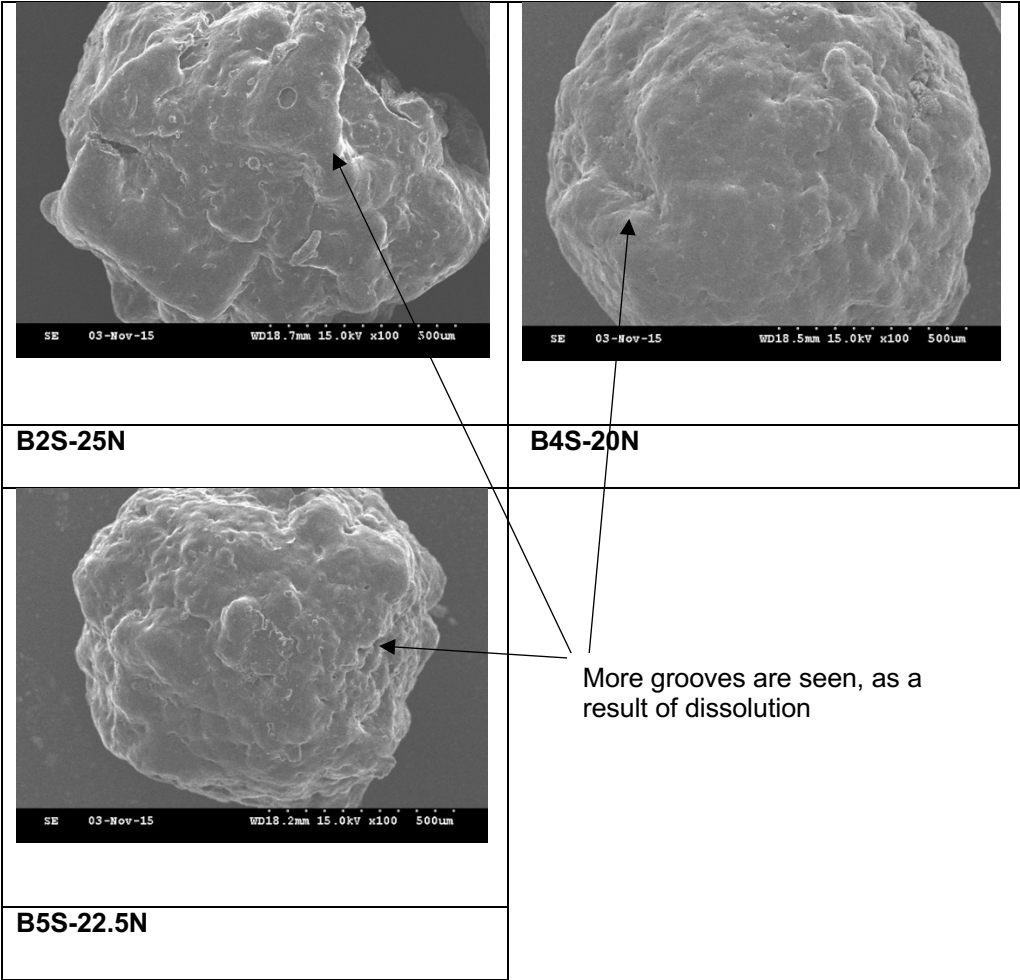 SE 03-Nov-15 WD18.7mm 15.0kV x100 500um
SE 03-Nov-15 WD18.5mm 15.0kV x100 500um
B2S-25N
B4S-20N
More grooves are seen, as a
result of dissolution
SE 03-Nov-15 WD18.2mm 15.0kV x100 500um
B5S-22.5N